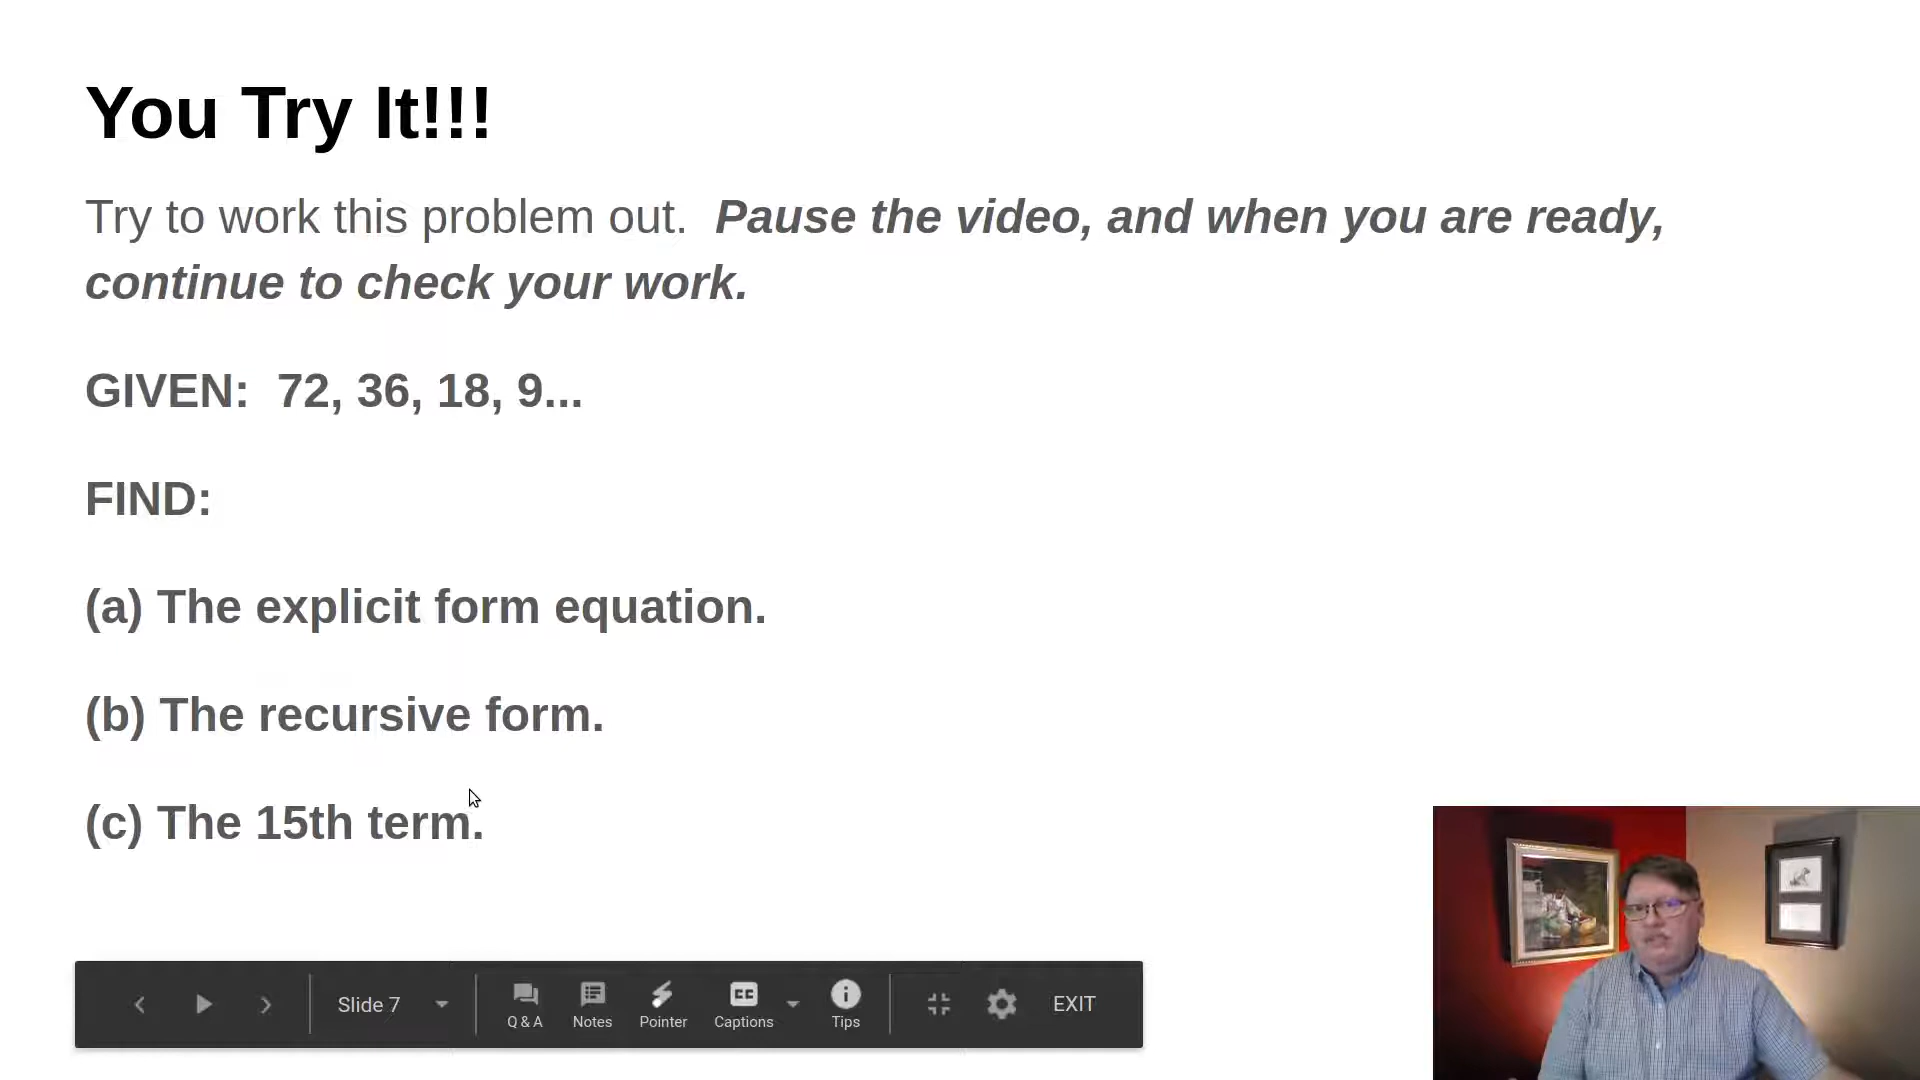 You Try It!!!
Try to work this problem out.  Pause the video, and when you are ready,
continue to check your work.
GIVEN:  72, 36, 18, 9...
FIND:
(a) The explicit form equation.
(b) The recursive form.
(c) The 15th term.
Slide 7
Q & A
Notes
Pointer
CC
Captions
Tips
EXIT